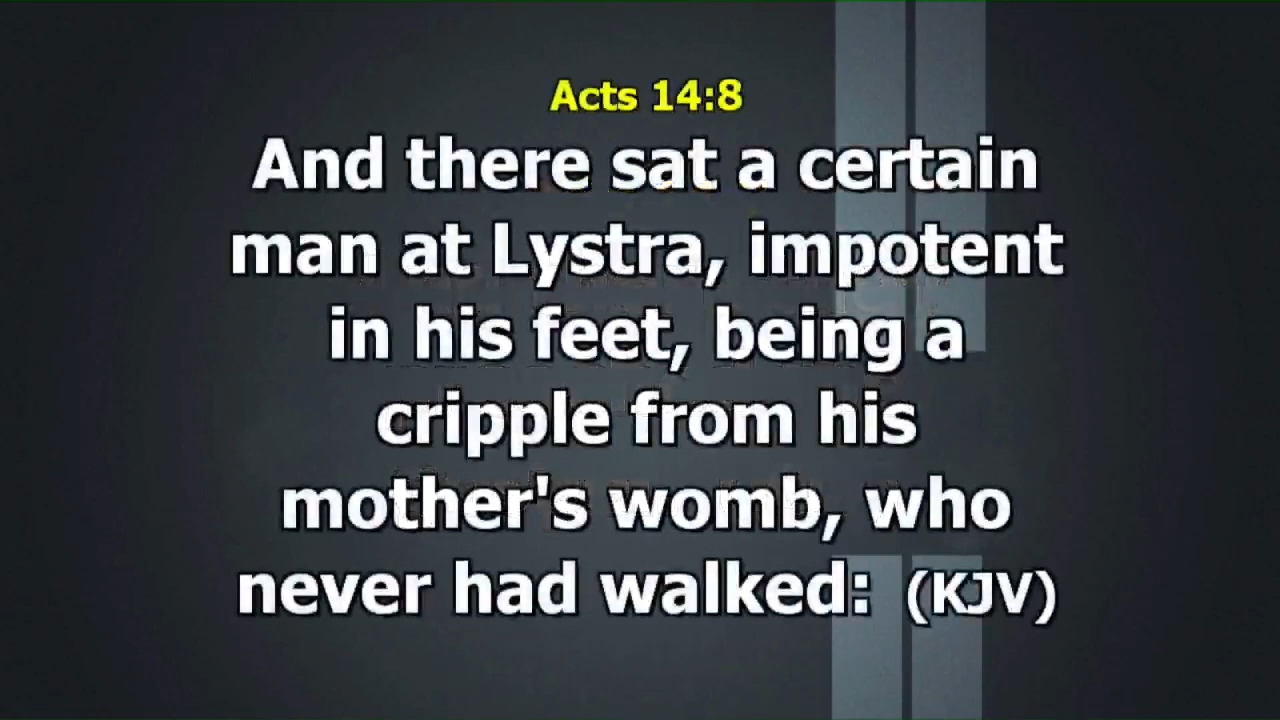 Acts 14:8
And there sat a certain
man at Lystra, impotent
in his feet, being a
cripple from his
mother's womb, who
never had walked: (KJV)